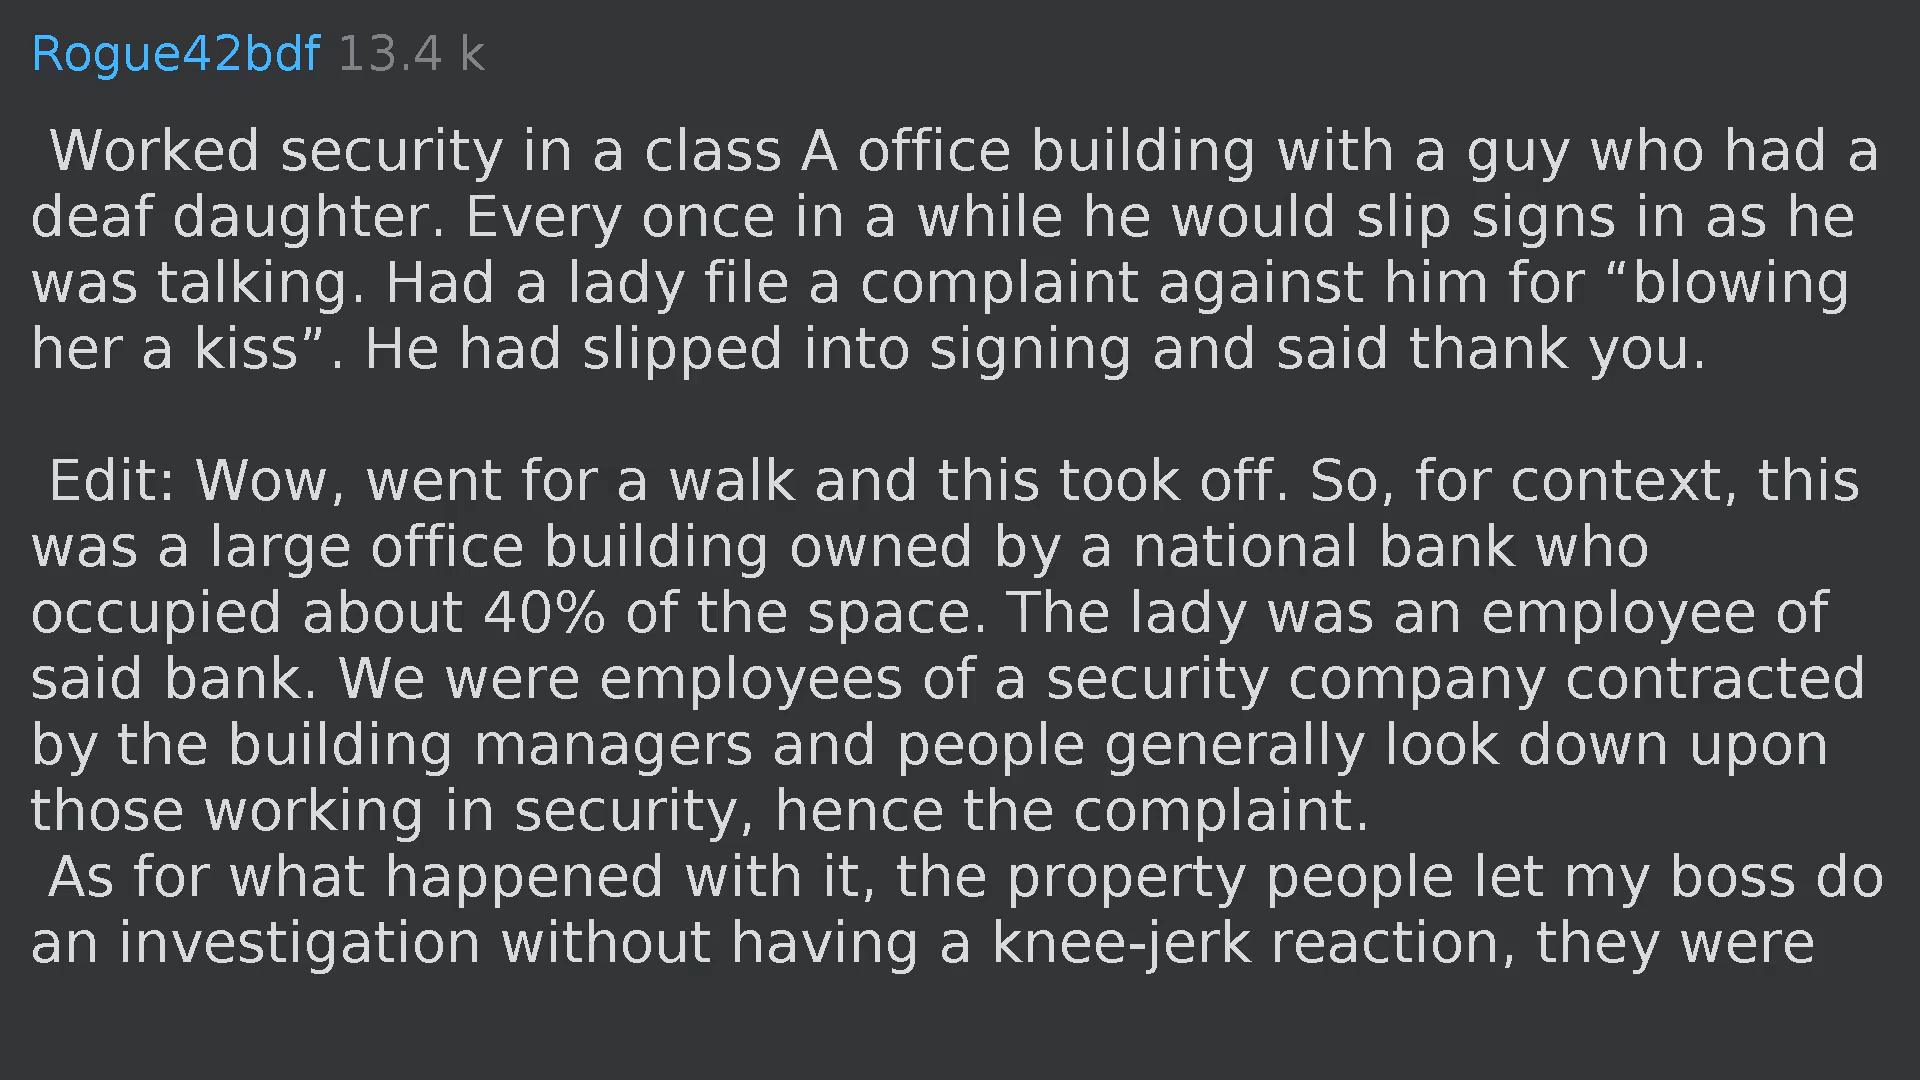 Rogue42bdf 13.4 k
Worked security in a class A office building with a guy who had a
deaf daughter. Every once in a while he would slip signs in as he
was talking. Had a lady file a complaint against him for “blowing
her a kiss”. He had slipped into signing and said thank you.
Edit: Wow, went for a walk and this took off. So, for context, this
was a large office building owned by a national bank who
occupied about 40% of the space. The lady was an employee of
said bank. We were employees of a security company contracted
by the building managers and people generally look down upon
those working in security, hence the complaint.
As for what happened with it, the property people let my boss do
an investigation without having a knee-jerk reaction, they were